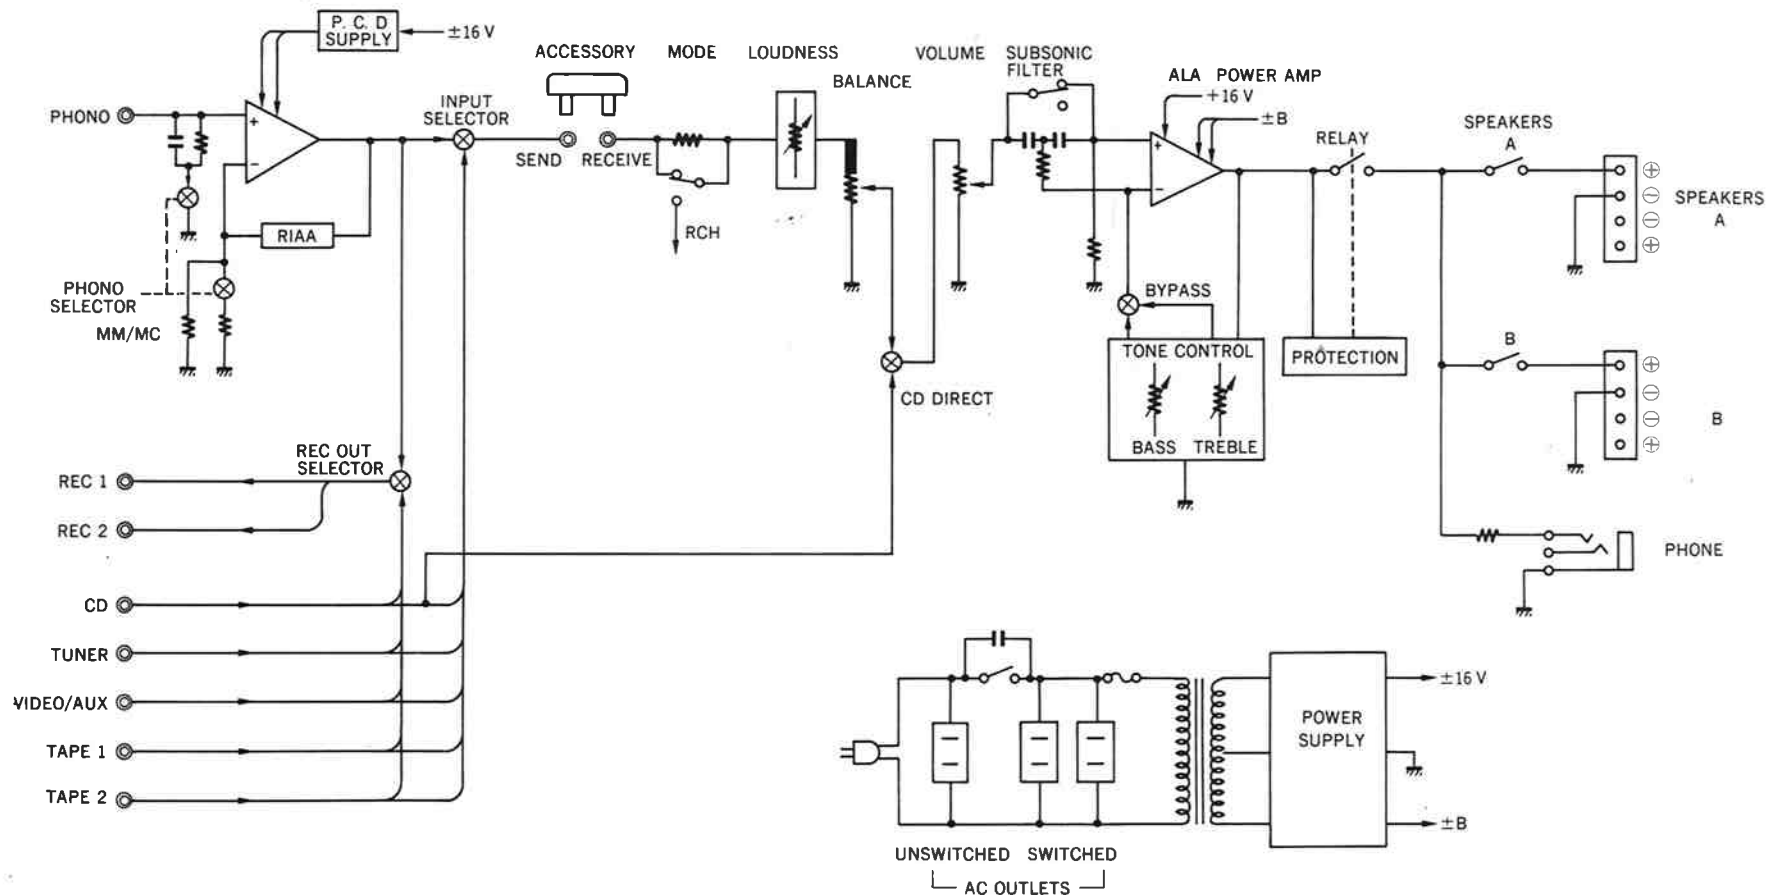 P. C. D
SUPPLY
±16 V
PHONO
INPUT
SELECTOR
ACCESSORY
SEND
RECEIVE
MODE
RCH
LOUDNESS
BALANCE
VOLUME
SUBSONIC
FILTER
ALA POWER AMP
+16 V
±B
RELAY
SPEAKERS
A
⊕
⊖
⊖
⊕
SPEAKERS
A
+
−
RIAA
PHONO
SELECTOR
MM/MC
+
−
BYPASS
TONE CONTROL
BASS
TREBLE
PROTECTION
B
⊕
⊖
⊖
⊕
B
CD DIRECT
REC OUT
SELECTOR
REC 1
REC 2
PHONE
CD
TUNER
VIDEO/AUX
TAPE 1
TAPE 2
POWER
SUPPLY
±16 V
±B
UNSWITCHED
SWITCHED
AC OUTLETS